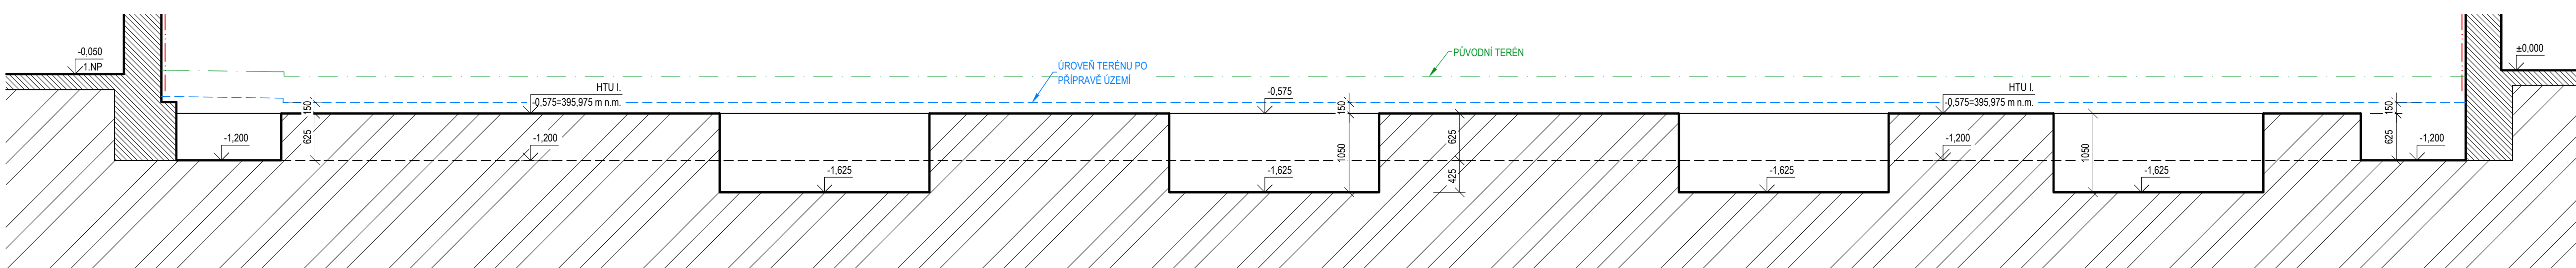 -0,050
1.NP
-1,200
150
625
HTU I.
-0,575=395,975 m n.m.
-1,200
-1,625
ÚROVEŇ TERÉNU PO
PŘÍPRAVĚ ÚZEMÍ
-0,575
-1,625
150
1050
PŮVODNÍ TERÉN
625
425
-1,625
HTU I.
-0,575=395,975 m n.m.
-1,200
1050
-1,625
150
625
-1,200
±0,000